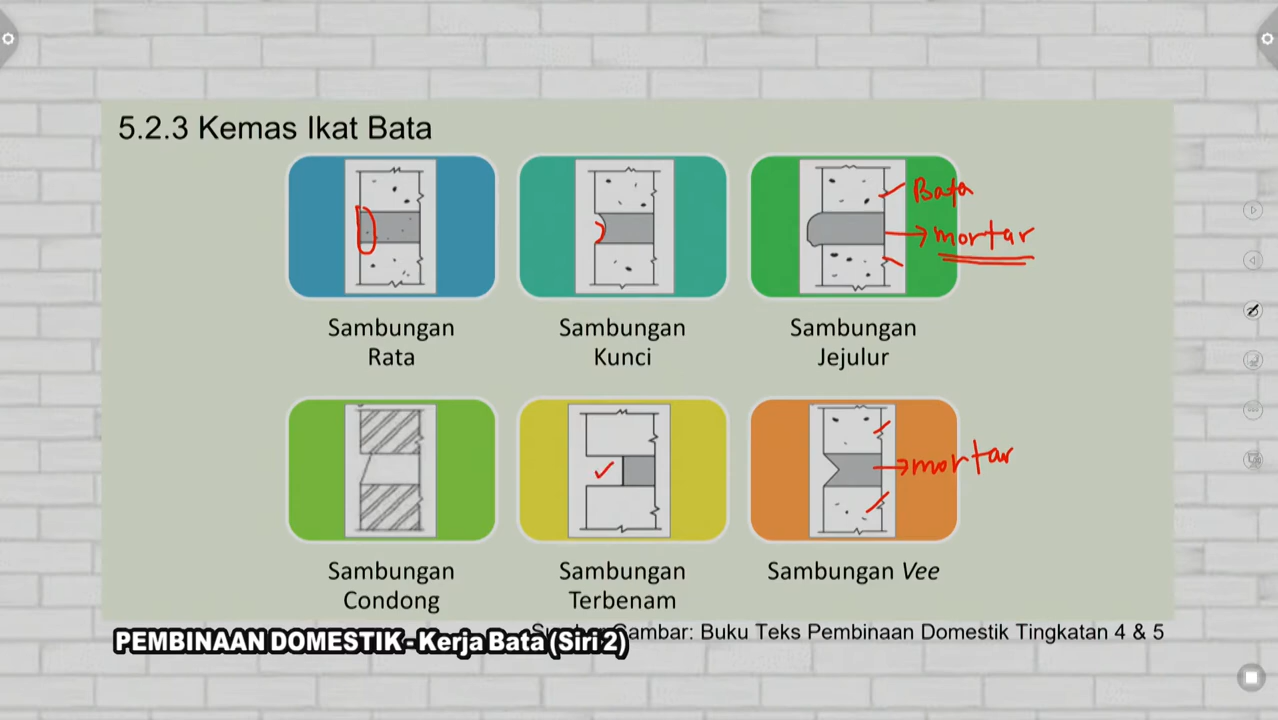 5.2.3 Kemas Ikat Bata
Bata
mortar
Sambungan
Rata
Sambungan
Kunci
Sambungan
Jejulur
mortar
Sambungan
Condong
Sambungan
Terbenam
Sambungan Vee
Sumber Gambar: Buku Teks Pembinaan Domestik Tingkatan 4 & 5
PEMBINAAN DOMESTIK - Kerja Bata (Siri 2)